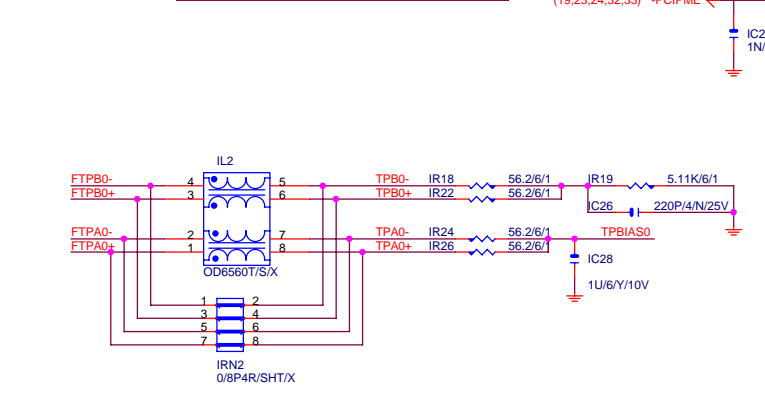 (19,23,24,32,33) -PCIPME
IC2
1N/
IL2
FTPB0- 4 5 TPB0- IR18 56.2/6/1 IR19 5.11K/6/1
FTPB0+ 3 6 TPB0+ IR22 56.2/6/1
IC26 220P/4/N/25V
FTPA0- 2 7 TPA0- IR24 56.2/6/1 TPBIAS0
FTPA0+ 1 8 TPA0+ IR26 56.2/6/1
IC28
OD6560T/S/X
1U/6/Y/10V
1 2
3 4
5 6
7 8
IRN2
0/8P4R/SHT/X